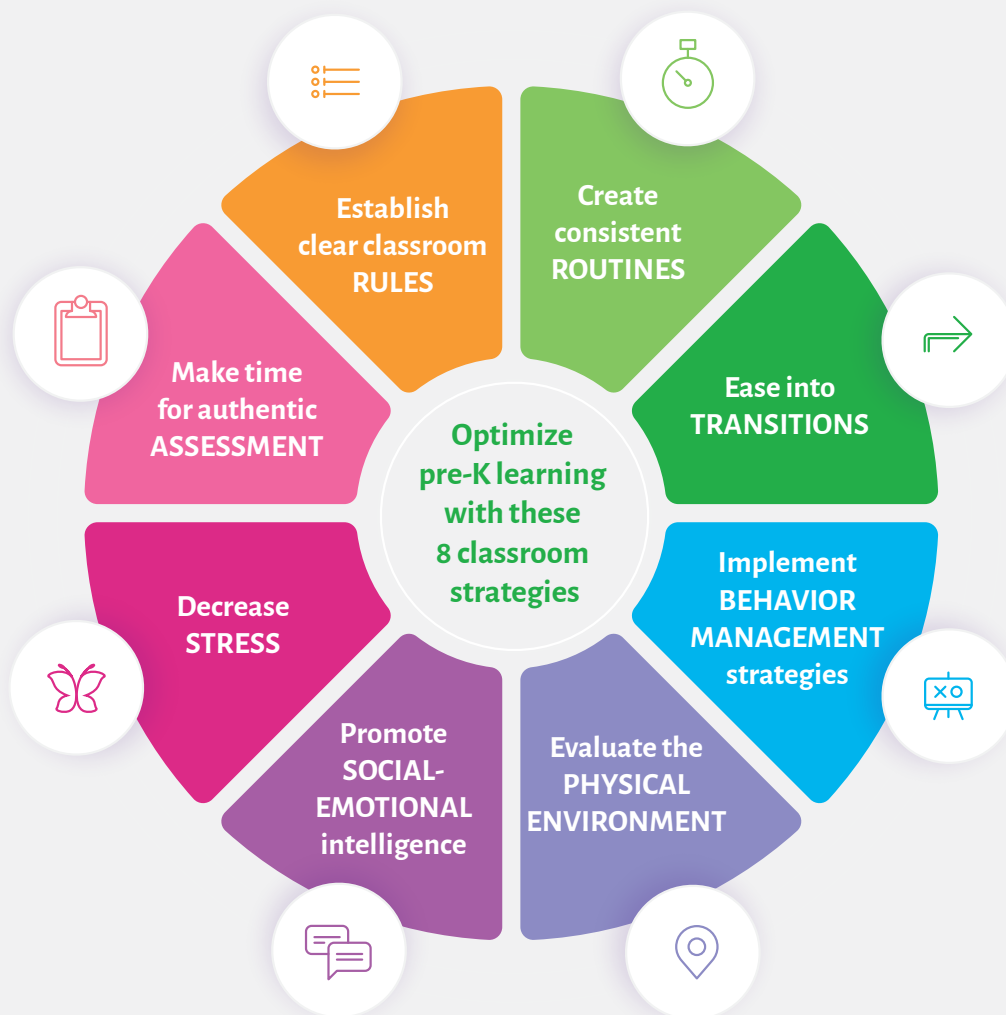 Establish
clear classroom
RULES
Create
consistent
ROUTINES
Ease into
TRANSITIONS
Implement
BEHAVIOR
MANAGEMENT
strategies
Evaluate the
PHYSICAL
ENVIRONMENT
Promote
SOCIAL-
EMOTIONAL
intelligence
Decrease
STRESS
Make time
for authentic
ASSESSMENT
Optimize
pre-K learning
with these
8 classroom
strategies